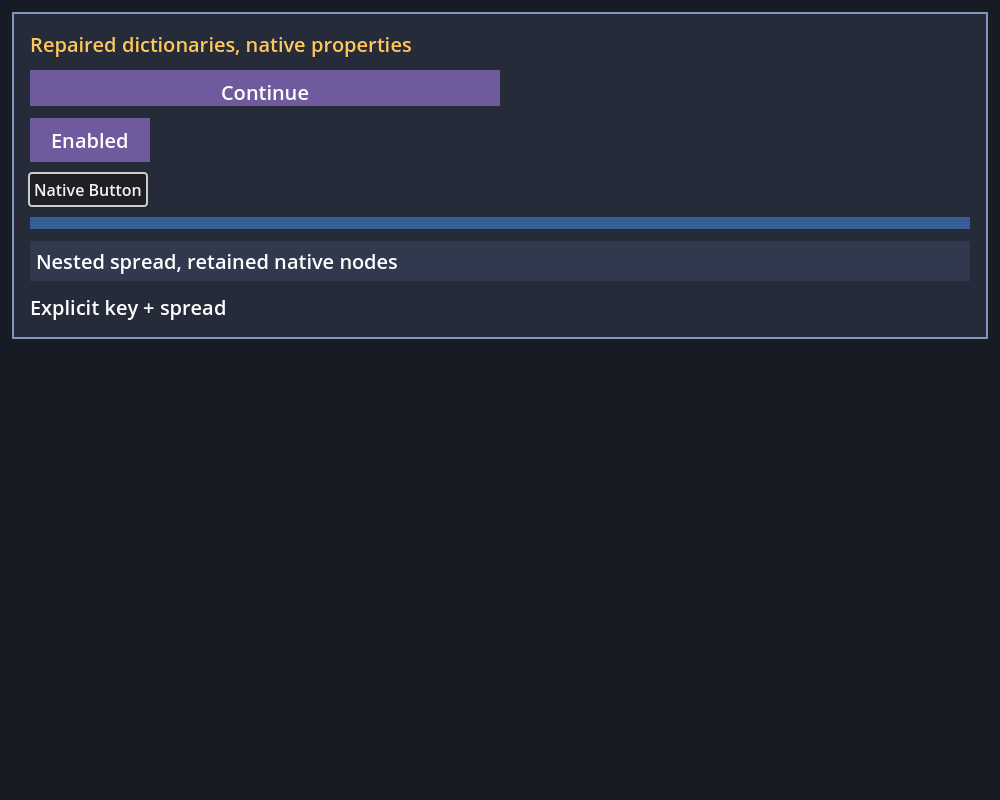 Repaired dictionaries, native properties
Continue
Enabled
Native Button
Nested spread, retained native nodes
Explicit key + spread